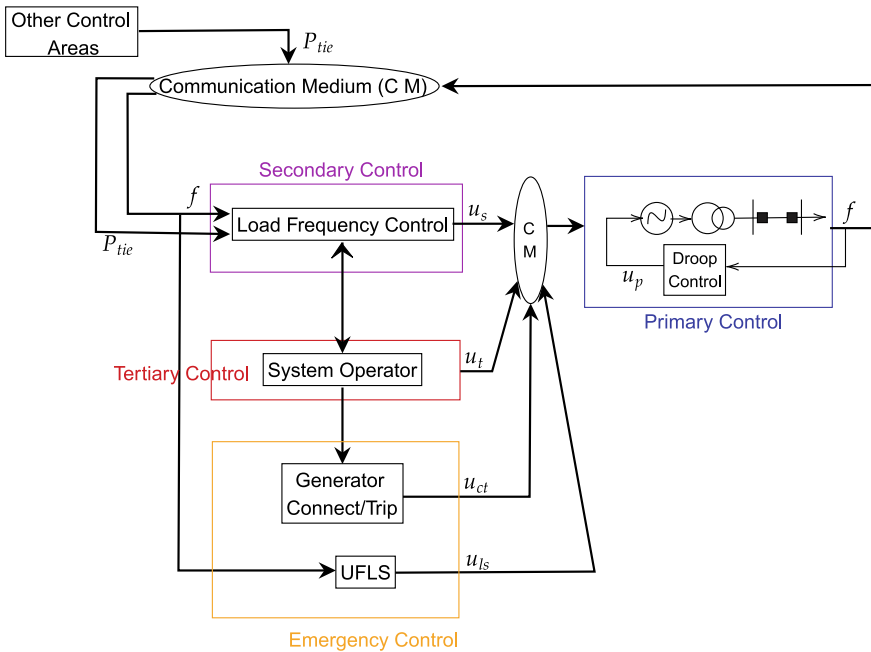 Other Control
Areas
P_tie
Communication Medium (C M)
Secondary Control
f
Load Frequency Control
u_s
P_tie
C
M
f
Droop
Control
u_p
Primary Control
Tertiary Control
System Operator
u_t
Generator
Connect/Trip
u_ct
UFLS
u_ls
Emergency Control